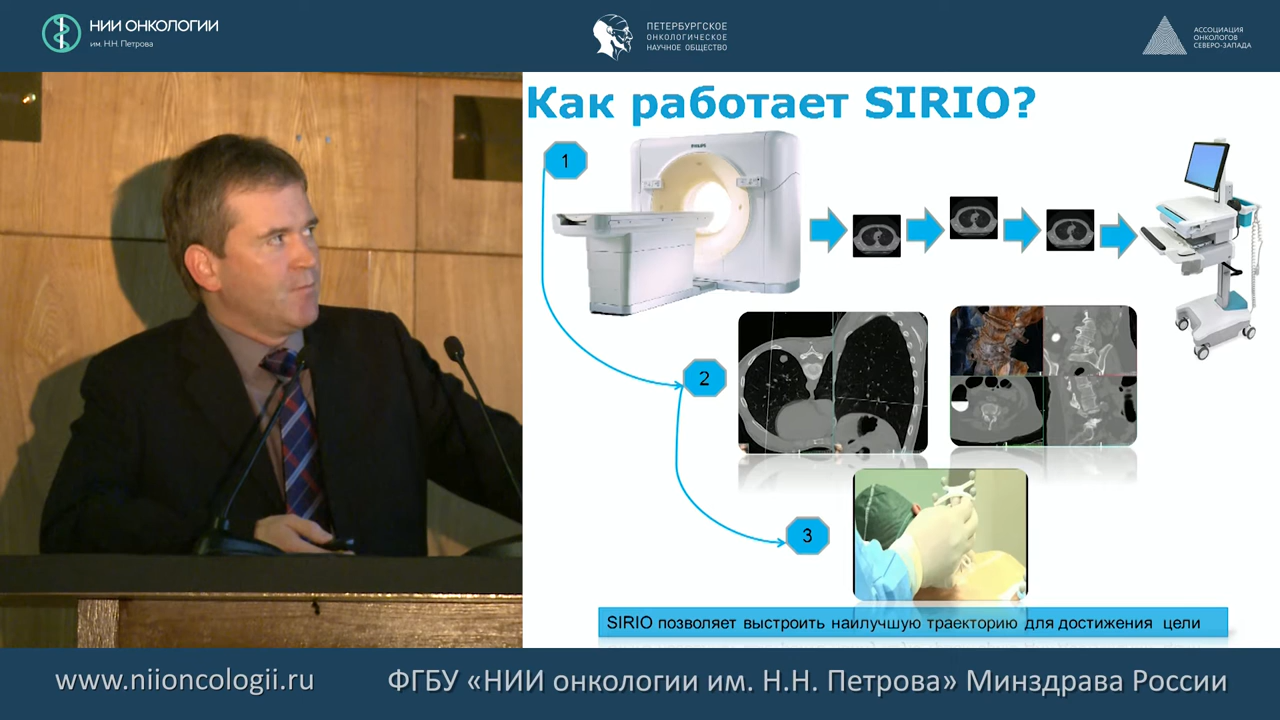 НИИ ОНКОЛОГИИ
им. Н.Н. Петрова
ПЕТЕРБУРГСКОЕ
ОНКОЛОГИЧЕСКОЕ
НАУЧНОЕ ОБЩЕСТВО
АССОЦИАЦИЯ
ОНКОЛОГОВ
СЕВЕРО-ЗАПАДА
Как работает SIRIO?
1
PHILIPS
2
3
SIRIO позволяет выстроить наилучшую траекторию для достижения цели
www.niioncologii.ru
ФГБУ «НИИ онкологии им. Н.Н. Петрова» Минздрава России